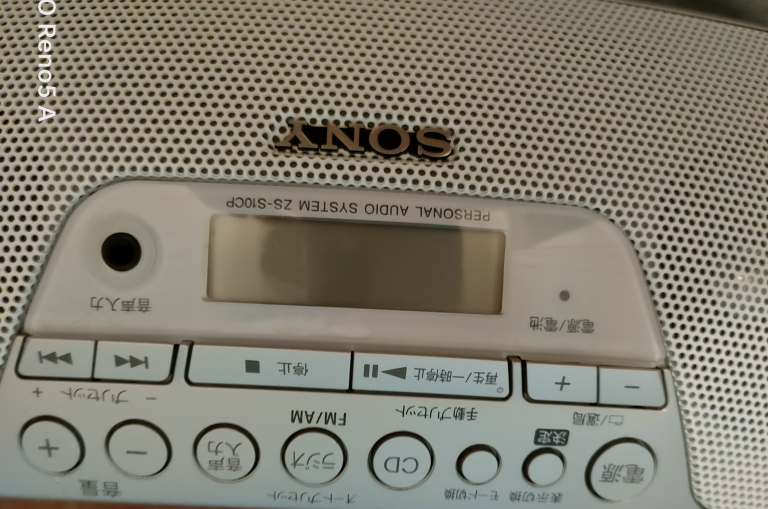 SONY
PERSONAL AUDIO SYSTEM ZS-S10CP
電源/電池
音声入力
− +
再生/一時停止
停止
/選局
手動プリセット
− プリセット +
決定
FM/AM
電源
表示切換
モード切換
CD
ラジオ
オートプリセット
音声入力
音量
− +
O Reno5 A